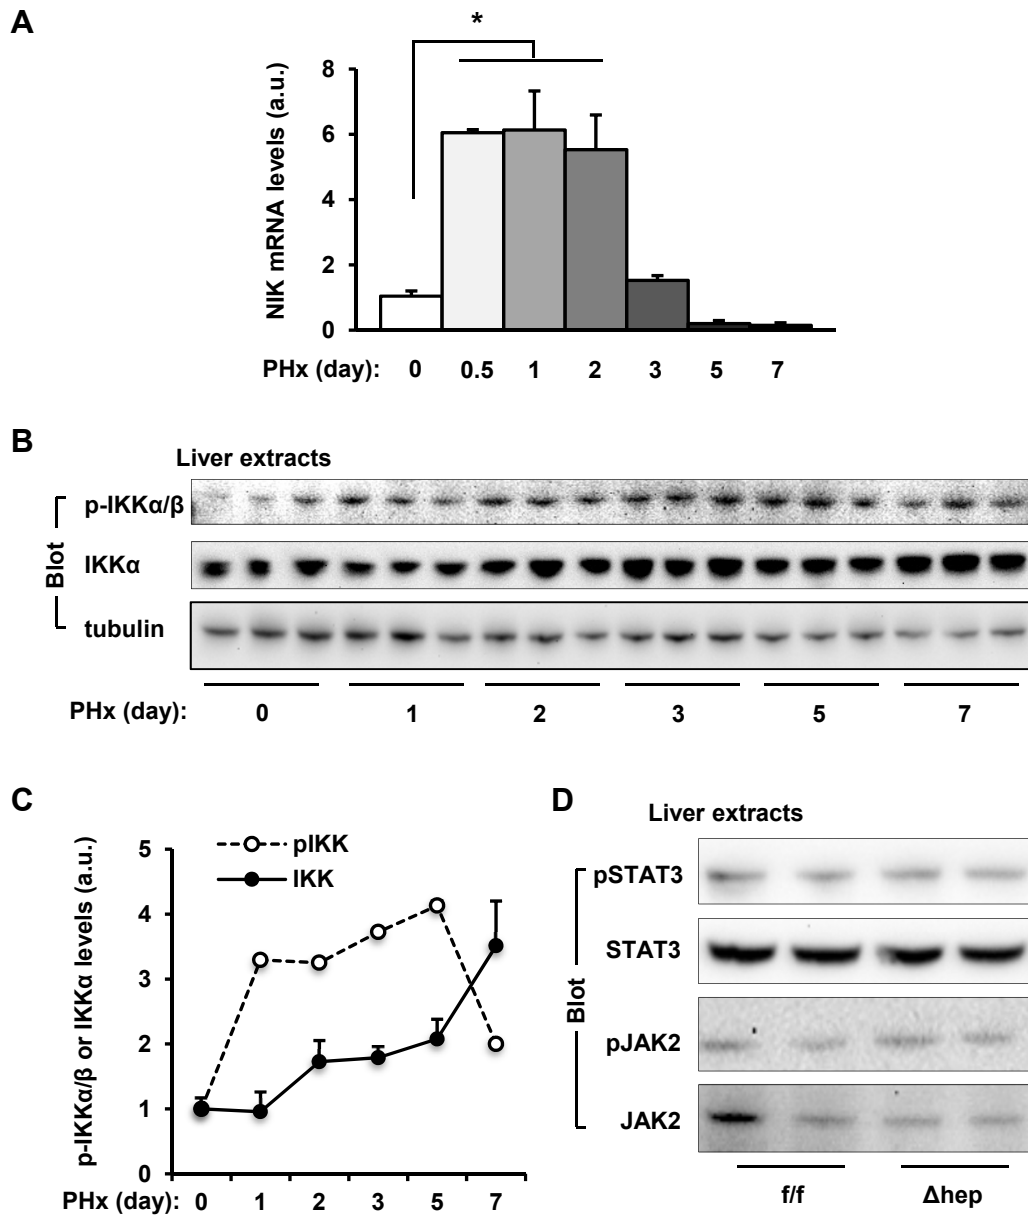 A
*
NIK mRNA levels (a.u.)
8
6
4
2
0
PHx (day): 0 0.5 1 2 3 5 7
B
Liver extracts
Blot
p-IKKα/β
IKKα
tubulin
PHx (day): 0 1 2 3 5 7
C
p-IKKα/β or IKKα levels (a.u.)
pIKK
IKK
5
4
3
2
1
0
PHx (day): 0 1 2 3 5 7
D
Liver extracts
Blot
pSTAT3
STAT3
pJAK2
JAK2
f/f Δhep